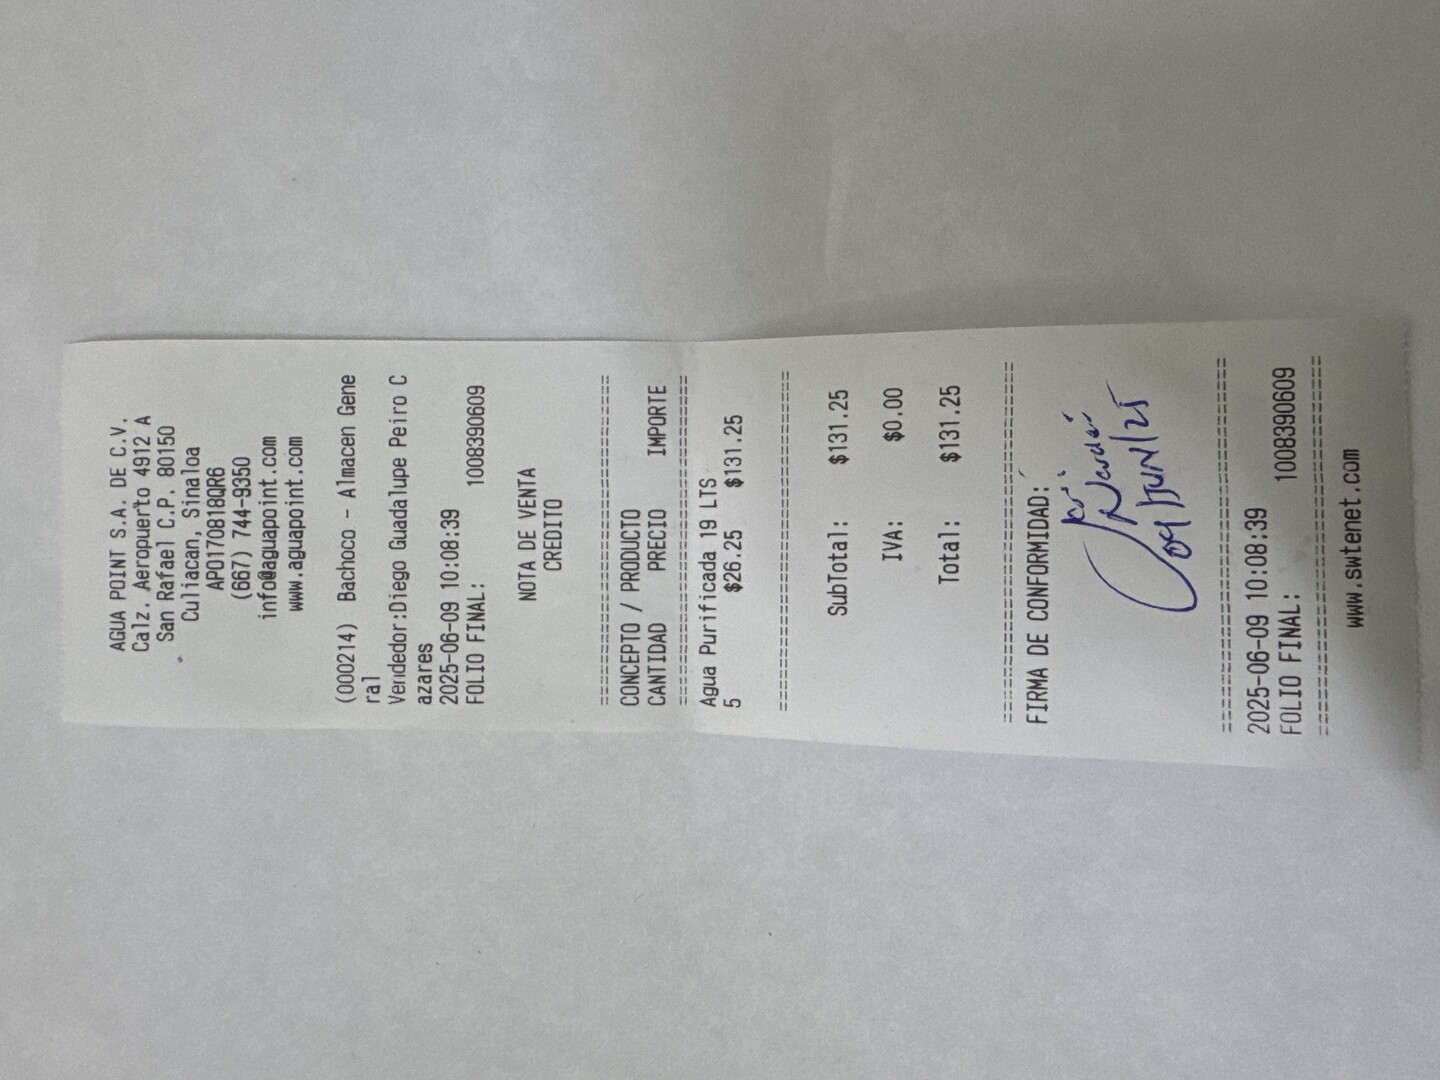 AGUA POINT S.A. DE C.V.
Calz. Aeropuerto 4912 A
San Rafael C.P. 80150
Culiacan, Sinaloa
APO170818QR6
(667) 744-9350
info@aguapoint.com
www.aguapoint.com
(000214) Bachoco - Almacen Gene
ral
Vendedor:Diego Guadalupe Peiro C
azares
2025-06-09 10:08:39
FOLIO FINAL: 1008390609
NOTA DE VENTA
CREDITO
================================
CONCEPTO / PRODUCTO
CANTIDAD PRECIO IMPORTE
================================
Agua Purificada 19 LTS
5 $26.25 $131.25
================================
SubTotal: $131.25
IVA: $0.00
Total: $131.25
================================
FIRMA DE CONFORMIDAD:
09/JUN/25
================================
2025-06-09 10:08:39
FOLIO FINAL: 1008390609
================================
www.swtenet.com